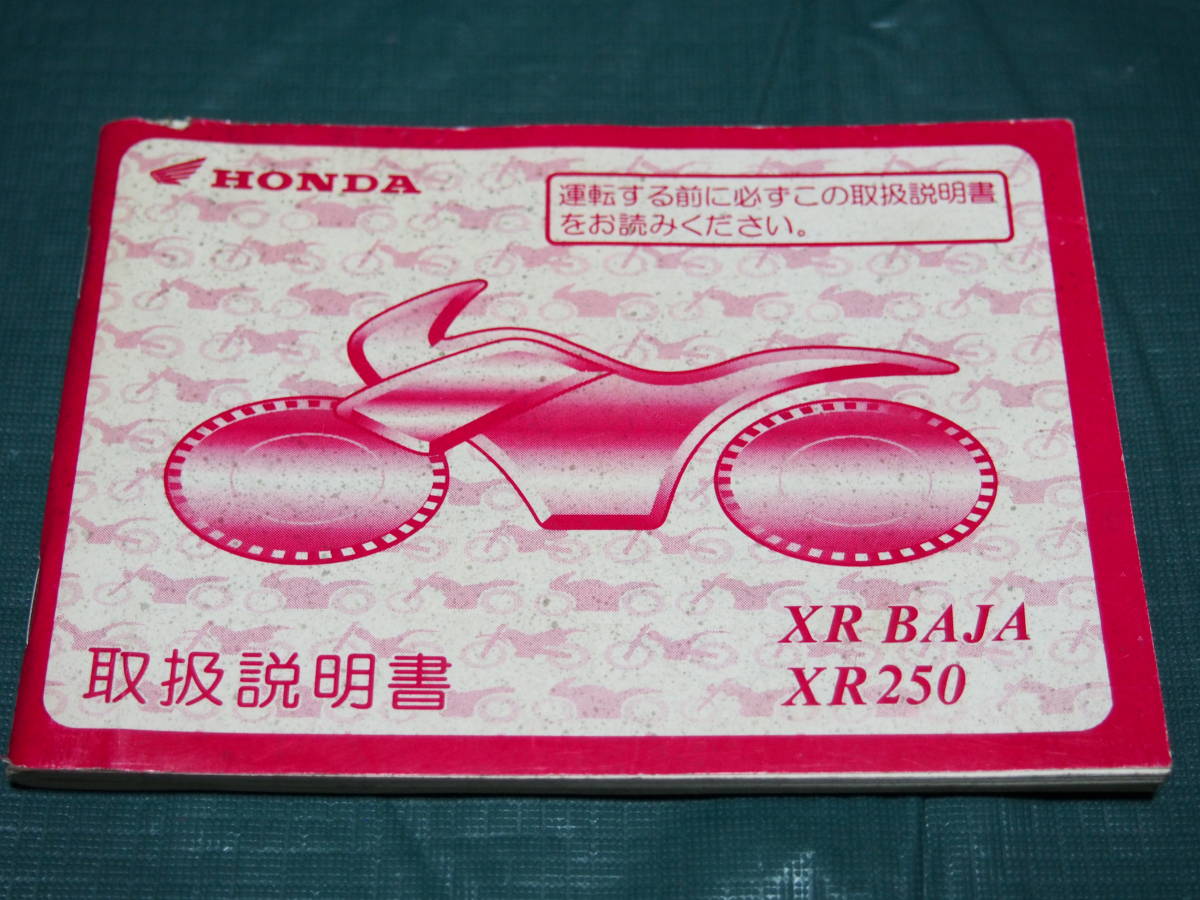 HONDA
運転する前に必ずこの取扱説明書
をお読みください。
XR BAJA
XR250
取扱説明書